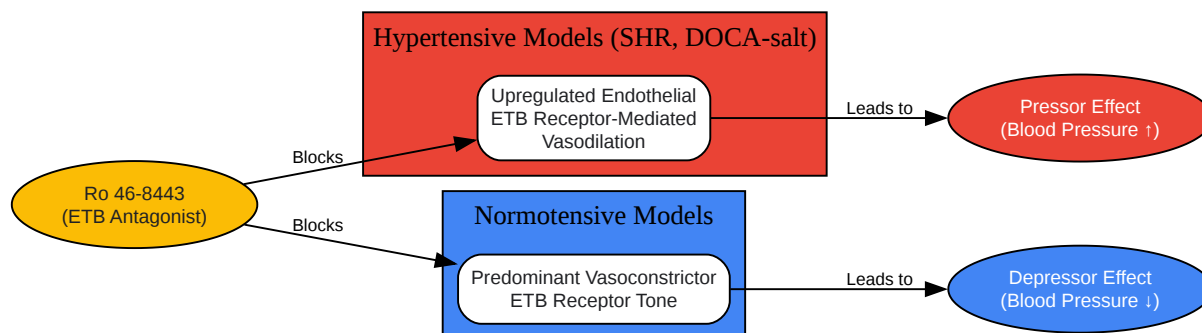 Hypertensive Models (SHR, DOCA-salt)
Upregulated Endothelial
ETB Receptor-Mediated
Vasodilation
Leads to
Pressor Effect
(Blood Pressure ↑)
Blocks
Ro 46-8443
(ETB Antagonist)
Blocks
Normotensive Models
Predominant Vasoconstrictor
ETB Receptor Tone
Leads to
Depressor Effect
(Blood Pressure ↓)